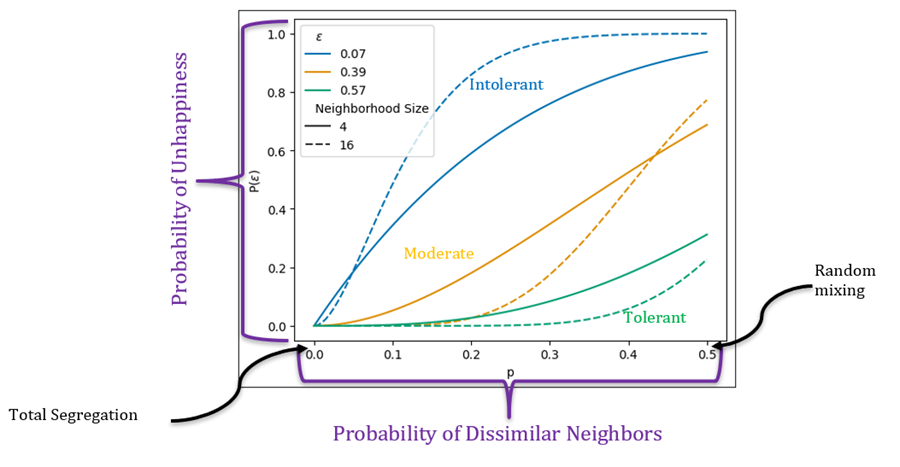 Probability of Unhappiness
P(ε)
1.0
0.8
0.6
0.4
0.2
0.0
ε
0.07
0.39
0.57
Neighborhood Size
4
16
Intolerant
Moderate
Tolerant
Random
mixing
0.0 0.1 0.2 0.3 0.4 0.5
p
Total Segregation
Probability of Dissimilar Neighbors